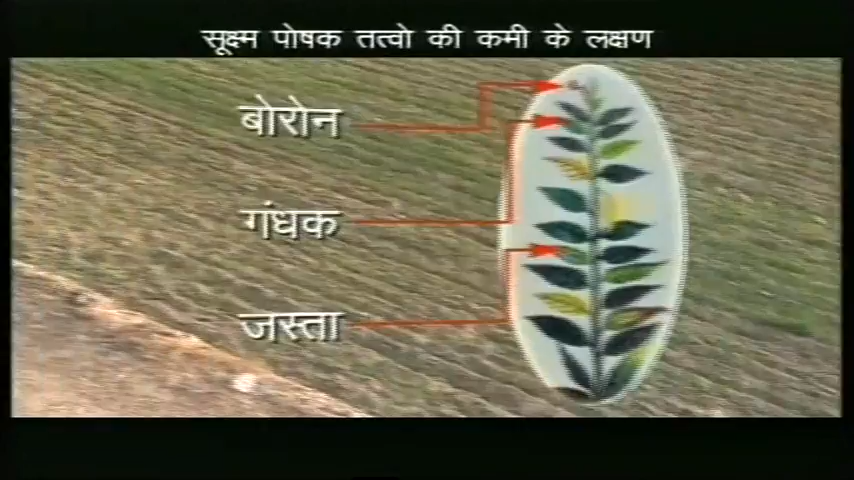 सूक्ष्म पोषक तत्वो की कमी के लक्षण
बोरोन
गंधक
जस्ता